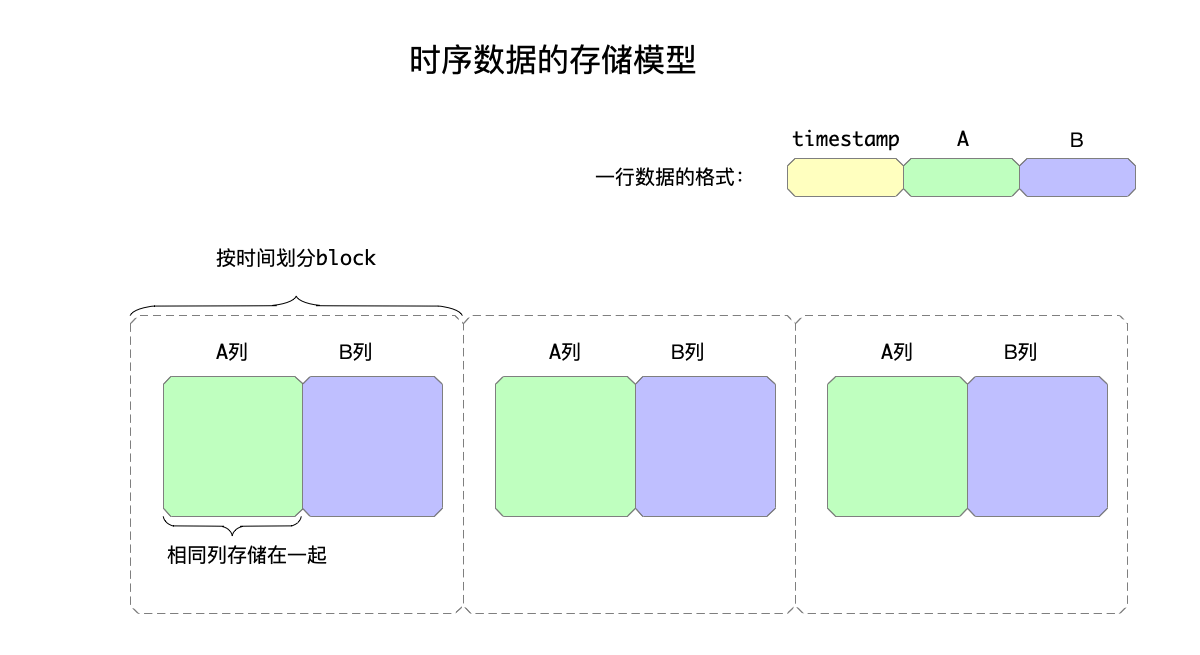 时序数据的存储模型
timestamp A B
一行数据的格式：
按时间划分block
A列 B列 A列 B列 A列 B列
相同列存储在一起